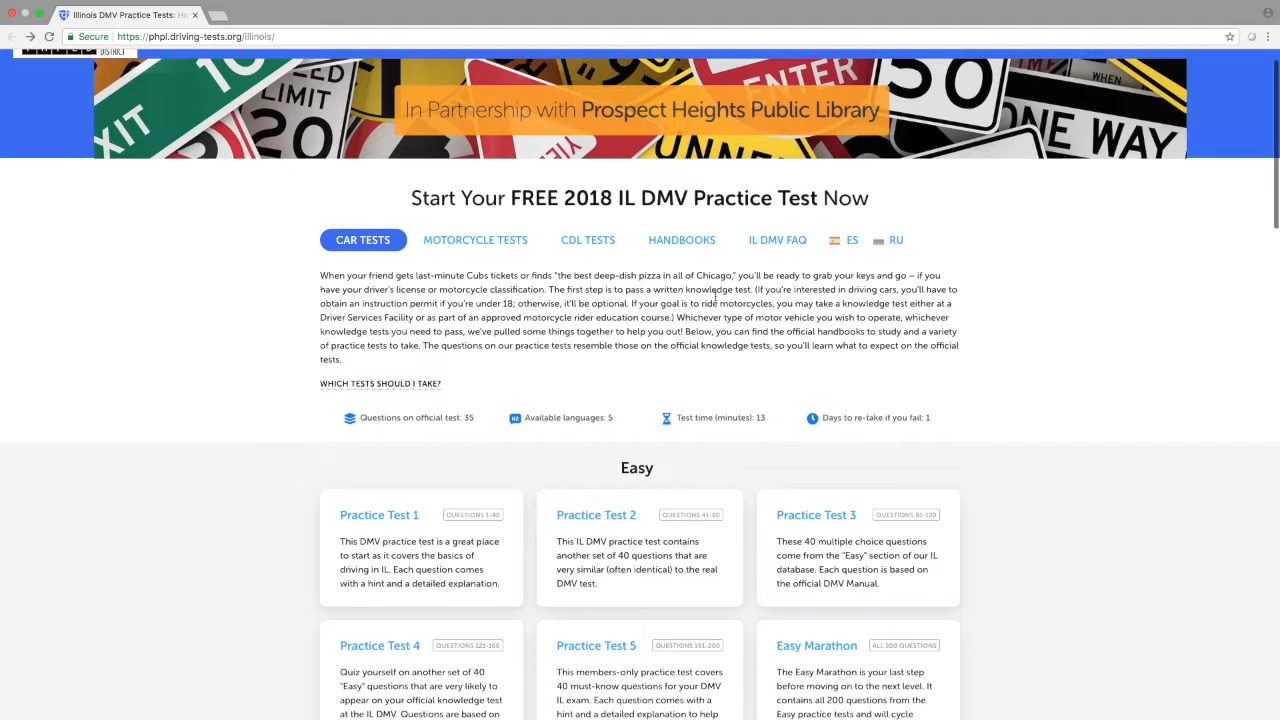 Illinois DMV Practice Tests: Ho
Secure https://phpl.driving-tests.org/illinois/
DISTRICT
EXIT 10 SPEED LIMIT 20 YIELD ENTER 50 WHEN ONE WAY
In Partnership with Prospect Heights Public Library
Start Your FREE 2018 IL DMV Practice Test Now
CAR TESTS MOTORCYCLE TESTS CDL TESTS HANDBOOKS IL DMV FAQ ES RU
When your friend gets last-minute Cubs tickets or finds “the best deep-dish pizza in all of Chicago,” you’ll be ready to grab your keys and go – if you
have your driver’s license or motorcycle classification. The first step is to pass a written knowledge test. (If you’re interested in driving cars, you’ll have to
obtain an instruction permit if you’re under 18; otherwise, it’ll be optional. If your goal is to ride motorcycles, you may take a knowledge test either at a
Driver Services Facility or as part of an approved motorcycle rider education course.) Whichever type of motor vehicle you wish to operate, whichever
knowledge tests you need to pass, we’ve pulled some things together to help you out! Below, you can find the official handbooks to study and a variety
of practice tests to take. The questions on our practice tests resemble those on the official knowledge tests, so you’ll learn what to expect on the official
tests.
WHICH TESTS SHOULD I TAKE?
Questions on official test: 35 Available languages: 5 Test time (minutes): 13 Days to re-take if you fail: 1
Easy
Practice Test 1 QUESTIONS 1-40
This DMV practice test is a great place
to start as it covers the basics of
driving in IL. Each question comes
with a hint and a detailed explanation.
Practice Test 2 QUESTIONS 41-80
This IL DMV practice test contains
another set of 40 questions that are
very similar (often identical) to the real
DMV test.
Practice Test 3 QUESTIONS 81-120
These 40 multiple choice questions
come from the "Easy" section of our IL
database. Each question is based on
the official DMV Manual.
Practice Test 4 QUESTIONS 121-160
Quiz yourself on another set of 40
"Easy" questions that are very likely to
appear on your official knowledge test
at the IL DMV. Questions are based on
Practice Test 5 QUESTIONS 161-200
This members-only practice test covers
40 must-know questions for your DMV
IL exam. Each question comes with a
hint and a detailed explanation to help
Easy Marathon ALL 200 QUESTIONS
The Easy Marathon is your last step
before moving on to the next level. It
contains all 200 questions from the
Easy practice tests and will cycle